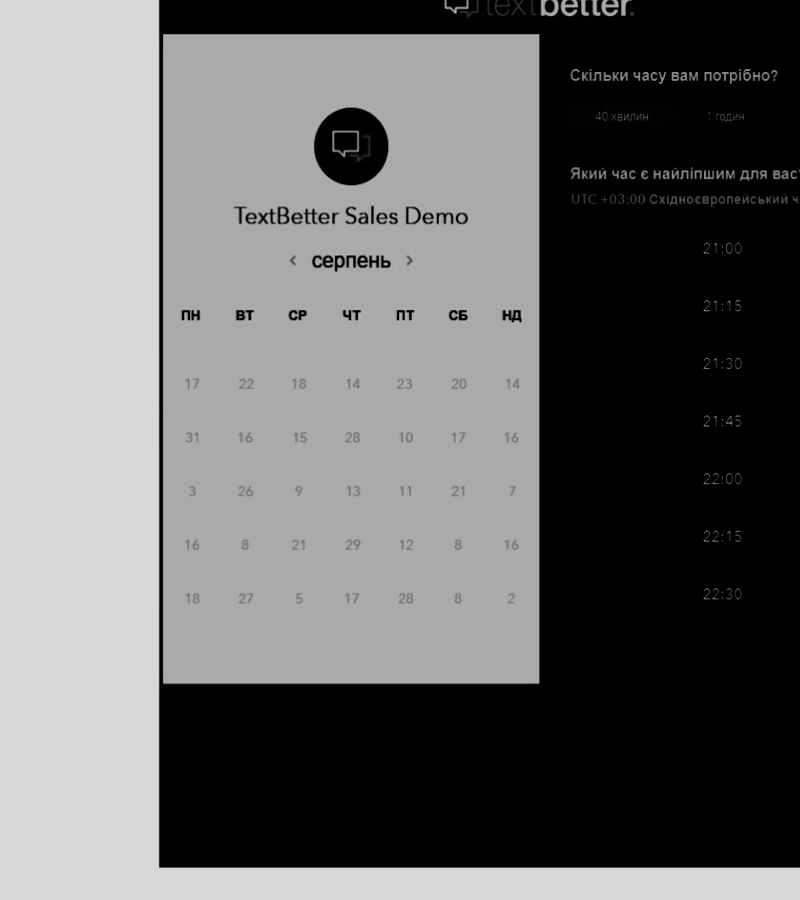 textbetter.
TextBetter Sales Demo
< серпень >
ПН ВТ СР ЧТ ПТ СБ НД
17 22 18 14 23 20 14
31 16 15 28 10 17 16
3 26 9 13 11 21 7
16 8 21 29 12 8 16
18 27 5 17 28 8 2
Скільки часу вам потрібно?
40 хвилин 1 годин
Який час є найліпшим для вас
UTC +03:00 Східноєвропейський ч
21:00
21:15
21:30
21:45
22:00
22:15
22:30